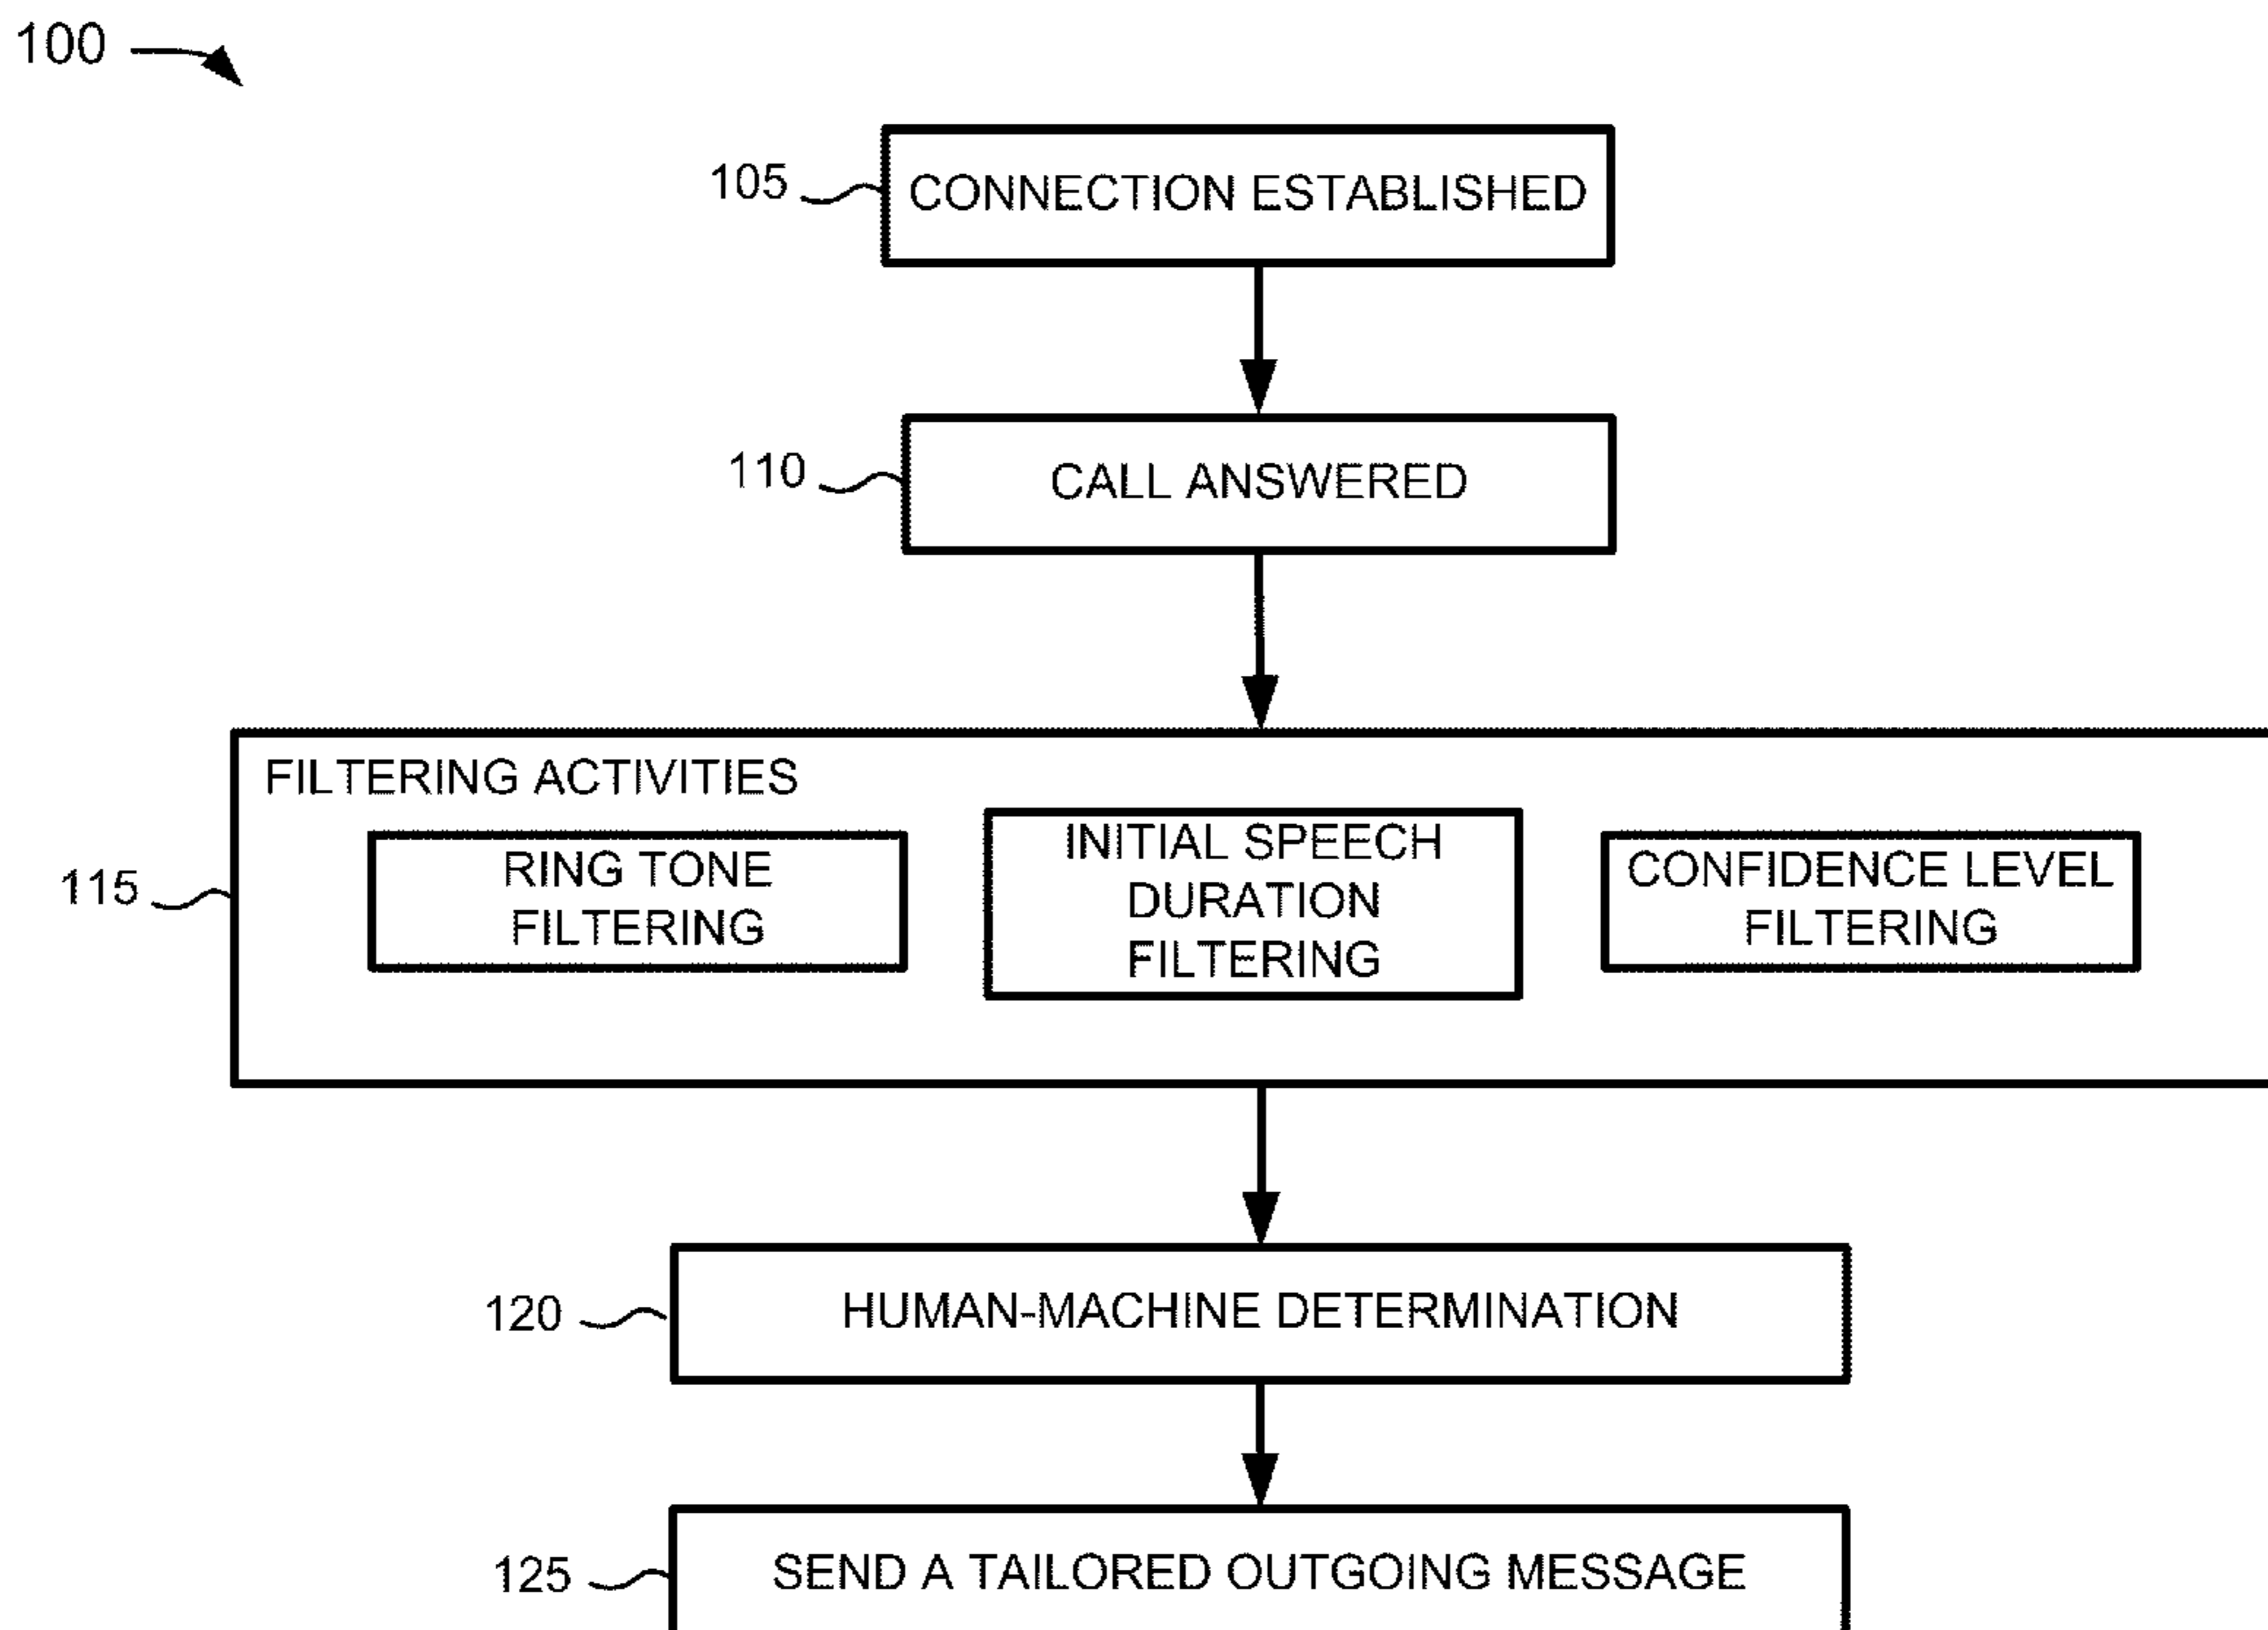 100
105
CONNECTION ESTABLISHED
110
CALL ANSWERED
FILTERING ACTIVITIES
115
RING TONE
FILTERING
INITIAL SPEECH
DURATION
FILTERING
CONFIDENCE LEVEL
FILTERING
120
HUMAN-MACHINE DETERMINATION
125
SEND A TAILORED OUTGOING MESSAGE